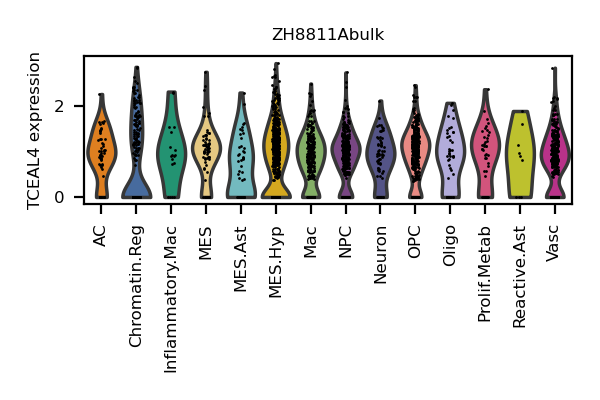 ZH8811Abulk
TCEAL4 expression
2
0
AC
Chromatin.Reg
Inflammatory.Mac
MES
MES.Ast
MES.Hyp
Mac
NPC
Neuron
OPC
Oligo
Prolif.Metab
Reactive.Ast
Vasc